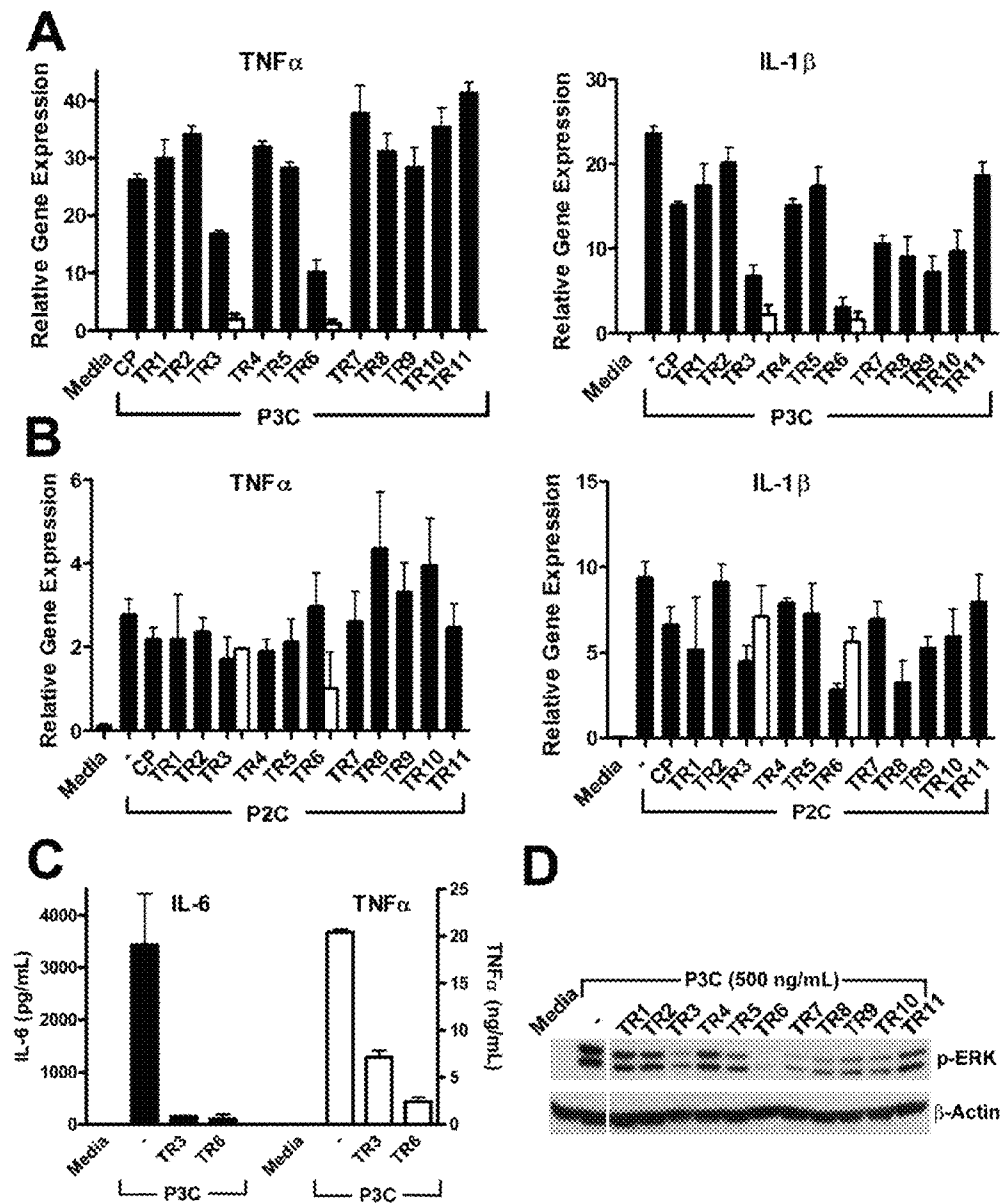 A
TNFα
Relative Gene Expression
40
30
20
10
0
Media
CP
TR1
TR2
TR3
TR4
TR5
TR6
TR7
TR8
TR9
TR10
TR11
P3C
IL-1β
Relative Gene Expression
30
20
10
0
Media
-
CP
TR1
TR2
TR3
TR4
TR5
TR6
TR7
TR8
TR9
TR10
TR11
P3C
B
TNFα
Relative Gene Expression
6
4
2
0
Media
-
CP
TR1
TR2
TR3
TR4
TR5
TR6
TR7
TR8
TR9
TR10
TR11
P2C
IL-1β
Relative Gene Expression
15
10
5
0
Media
-
CP
TR1
TR2
TR3
TR4
TR5
TR6
TR7
TR8
TR9
TR10
TR11
P2C
C
IL-6
TNFα
IL-6 (pg/mL)
4000
3000
2000
1000
0
25
20
15
10
5
0
TNFα (ng/mL)
Media
-
TR3
TR6
P3C
Media
-
TR3
TR6
P3C
D
P3C (500 ng/mL)
Media
-
TR1
TR2
TR3
TR4
TR5
TR6
TR7
TR8
TR9
TR10
TR11
p-ERK
β-Actin